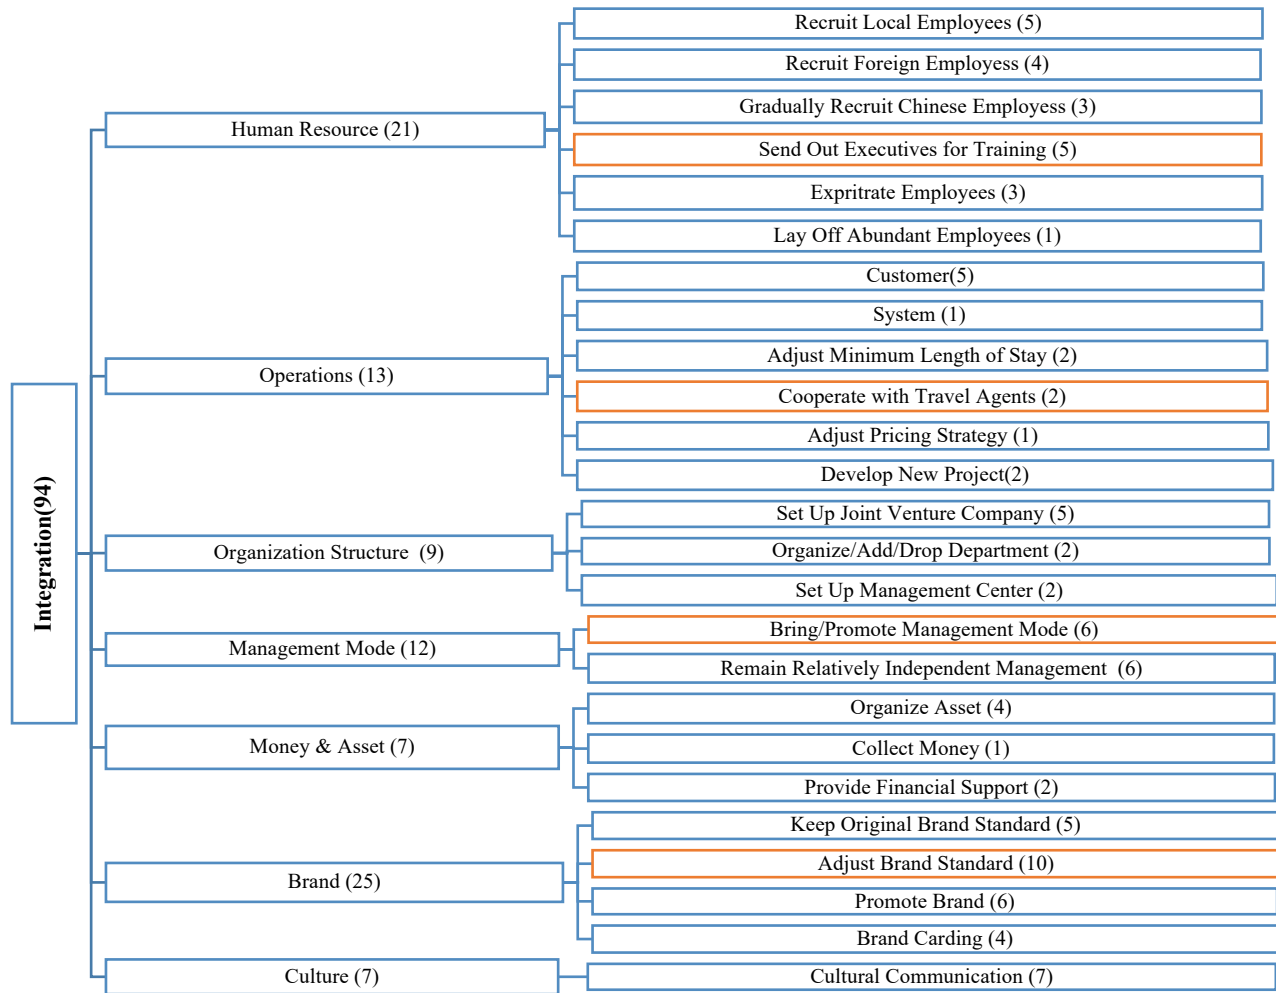 Integration(94)
Human Resource (21)
Recruit Local Employees (5)
Recruit Foreign Employess (4)
Gradually Recruit Chinese Employess (3)
Send Out Executives for Training (5)
Expritrate Employees (3)
Lay Off Abundant Employees (1)
Operations (13)
Customer(5)
System (1)
Adjust Minimum Length of Stay (2)
Cooperate with Travel Agents (2)
Adjust Pricing Strategy (1)
Develop New Project(2)
Organization Structure (9)
Set Up Joint Venture Company (5)
Organize/Add/Drop Department (2)
Set Up Management Center (2)
Management Mode (12)
Bring/Promote Management Mode (6)
Remain Relatively Independent Management (6)
Money & Asset (7)
Organize Asset (4)
Collect Money (1)
Provide Financial Support (2)
Brand (25)
Keep Original Brand Standard (5)
Adjust Brand Standard (10)
Promote Brand (6)
Brand Carding (4)
Culture (7)
Cultural Communication (7)